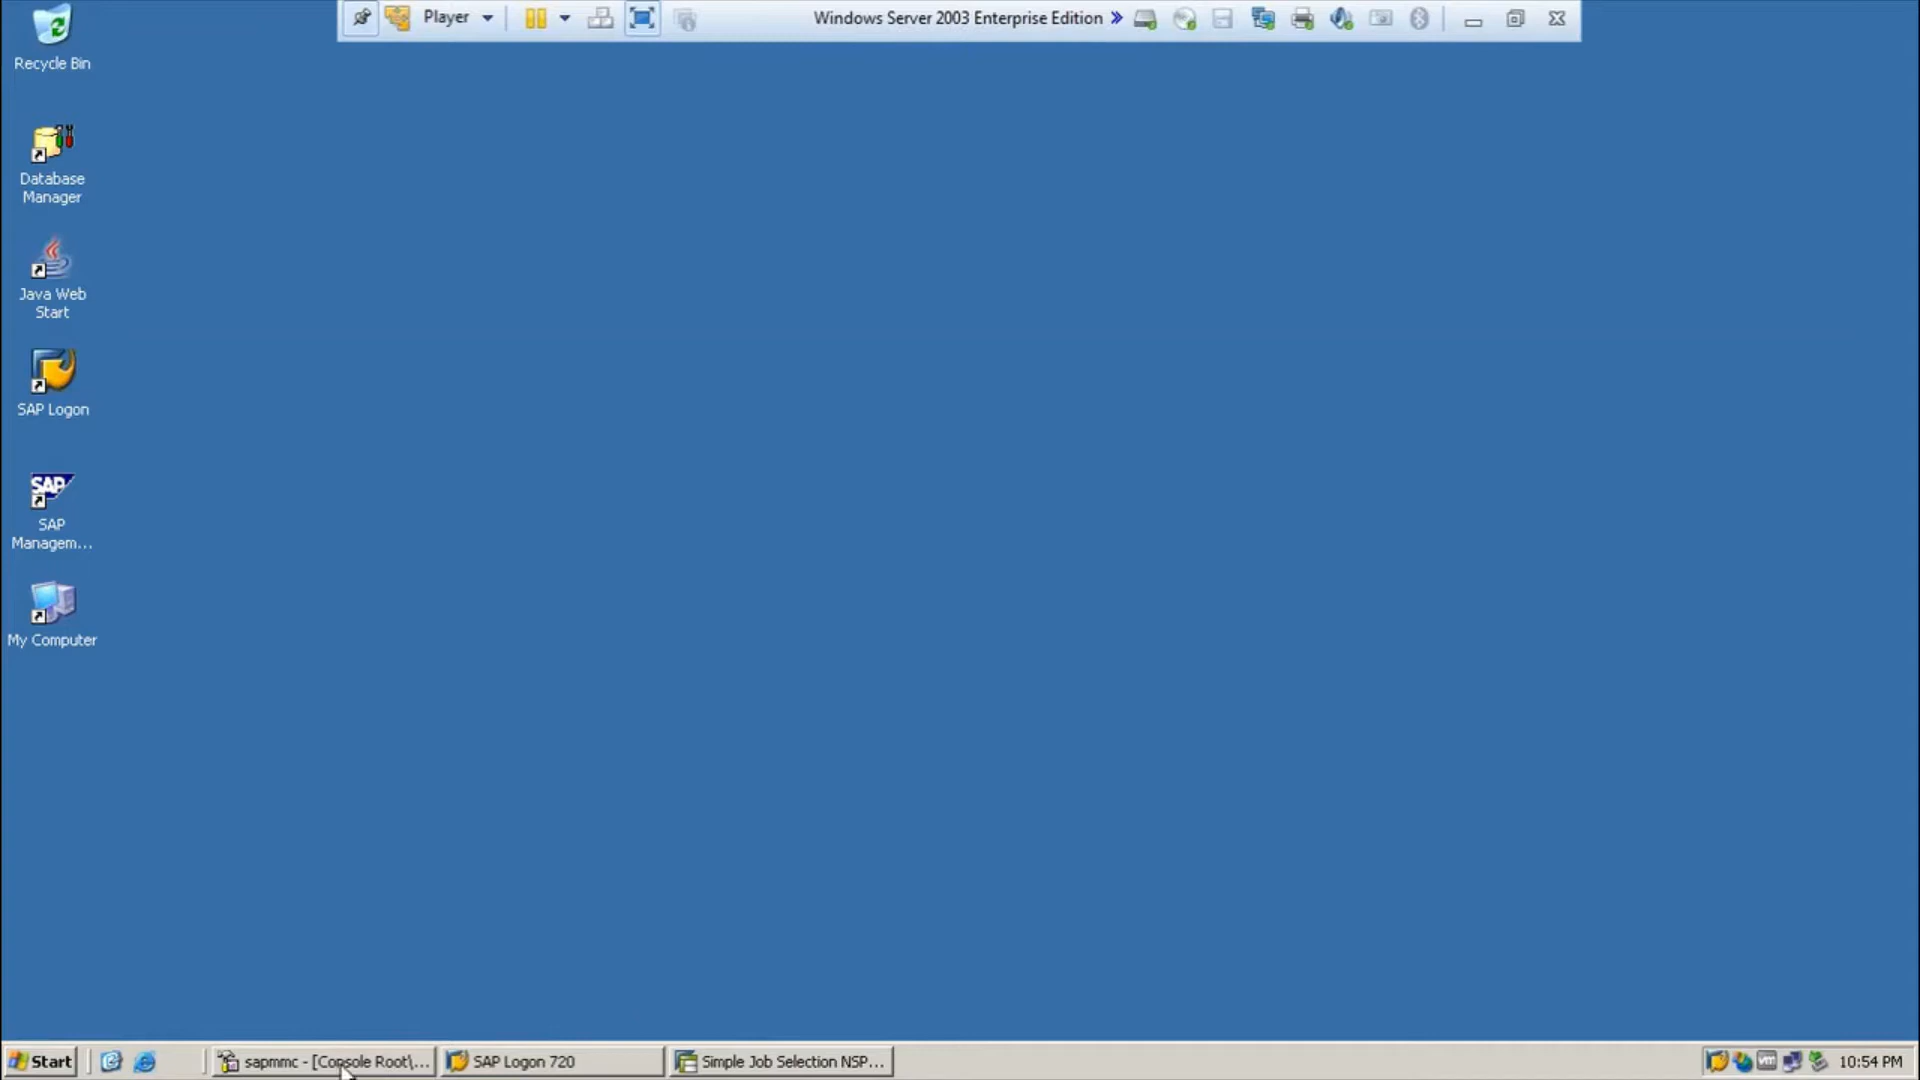 Player
Windows Server 2003 Enterprise Edition
Recycle Bin
Database
Manager
Java Web
Start
SAP Logon
SAP
SAP
Managem...
My Computer
Start
sapmmc - [Console Root\...
SAP Logon 720
Simple Job Selection NSP...
vm
10:54 PM